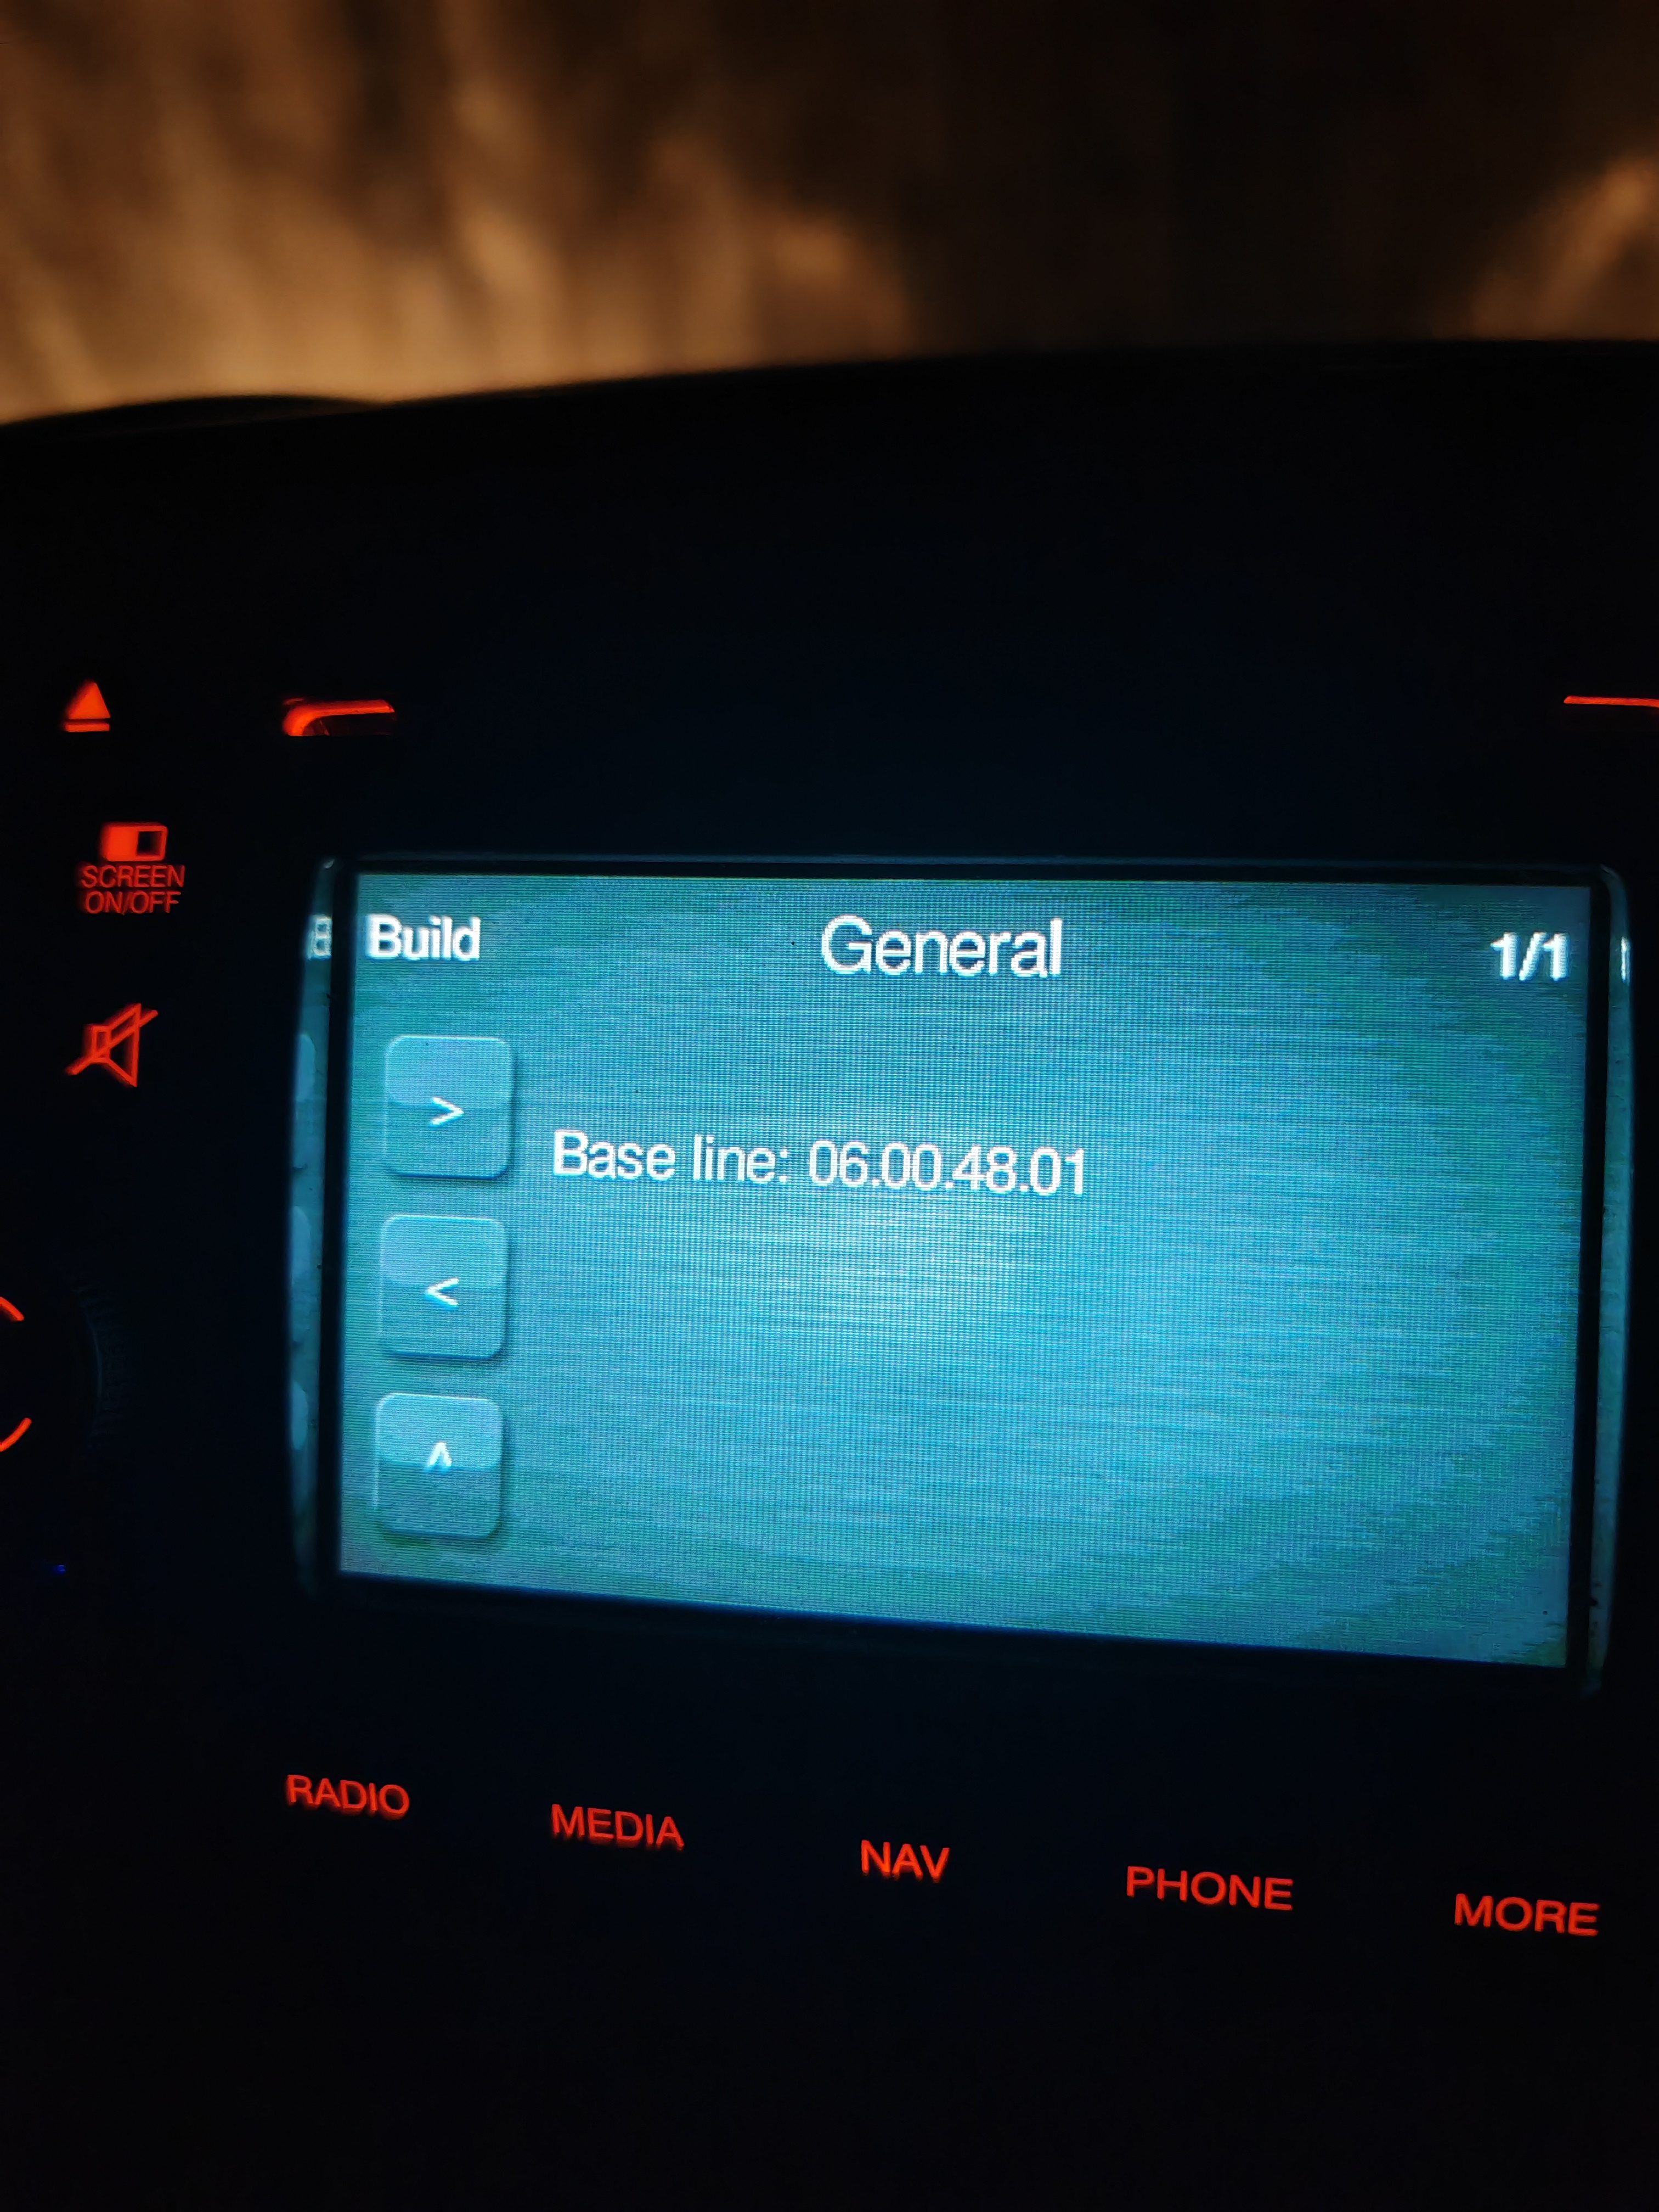 SCREEN
ON/OFF
Build General 1/1
>
Base line: 06.00.48.01
<
^
RADIO MEDIA NAV PHONE MORE